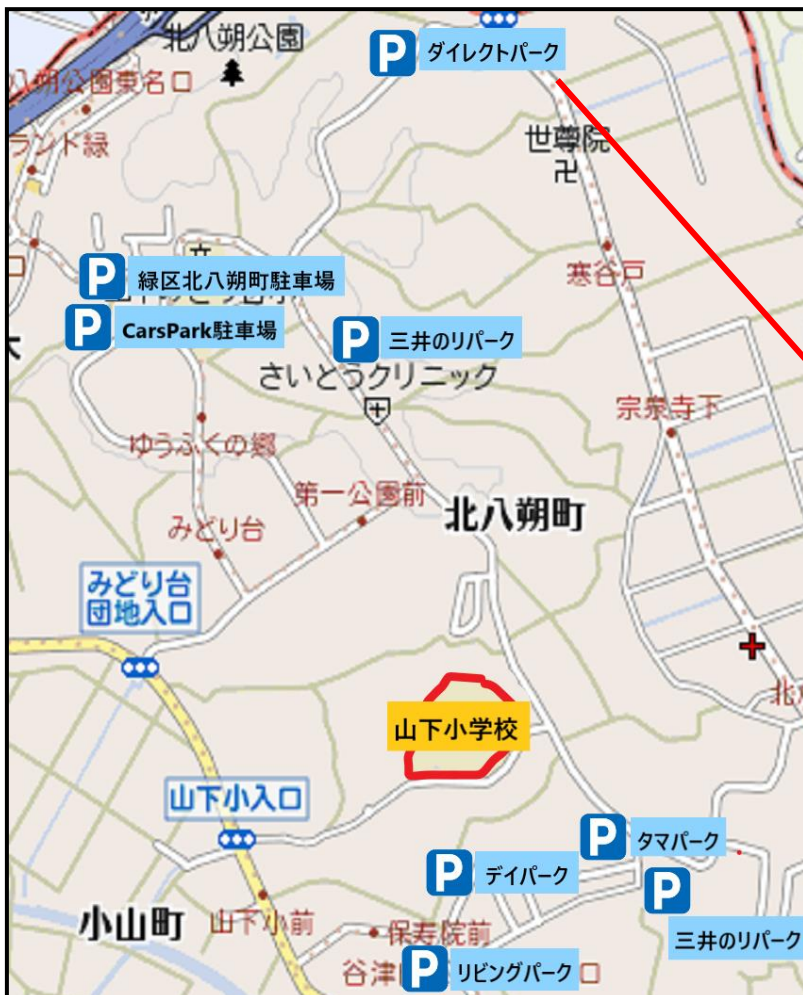 北八朔公園
P ダイレクトパーク
八朔公園東名口
ランド緑
世尊院
卍
口
寒谷戸
P 緑区北八朔町駐車場
P CarsPark駐車場
P 三井のリパーク
さいとうクリニック
宗泉寺下
ゆうふくの郷
第一公園前
北八朔町
みどり台
みどり台
団地入口
山下小学校
山下小入口
P タマパーク
P デイパーク
P
三井のリパーク
小山町
山下小前
保寿院前
P リビングパーク
口